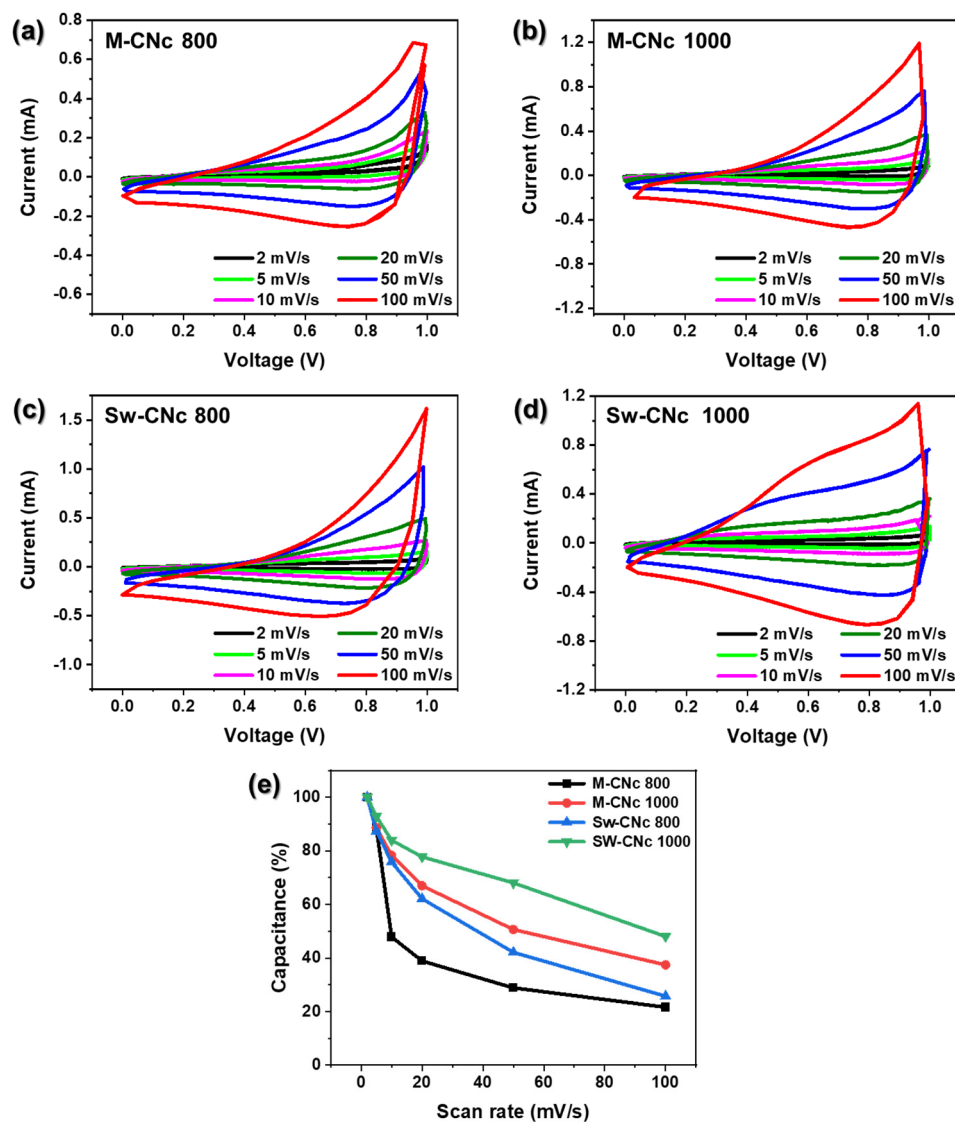 (a)
M-CNc 800
0.8
0.6
0.4
0.2
0.0
-0.2
-0.4
-0.6
Current (mA)
2 mV/s
20 mV/s
5 mV/s
50 mV/s
10 mV/s
100 mV/s
0.0 0.2 0.4 0.6 0.8 1.0
Voltage (V)
(b)
M-CNc 1000
1.2
0.8
0.4
0.0
-0.4
-0.8
-1.2
Current (mA)
2 mV/s
20 mV/s
5 mV/s
50 mV/s
10 mV/s
100 mV/s
0.0 0.2 0.4 0.6 0.8 1.0
Voltage (V)
(c)
Sw-CNc 800
1.5
1.0
0.5
0.0
-0.5
-1.0
Current (mA)
2 mV/s
20 mV/s
5 mV/s
50 mV/s
10 mV/s
100 mV/s
0.0 0.2 0.4 0.6 0.8 1.0
Voltage (V)
(d)
Sw-CNc 1000
1.2
0.8
0.4
0.0
-0.4
-0.8
-1.2
Current (mA)
2 mV/s
20 mV/s
5 mV/s
50 mV/s
10 mV/s
100 mV/s
0.0 0.2 0.4 0.6 0.8 1.0
Voltage (V)
(e)
M-CNc 800
M-CNc 1000
Sw-CNc 800
SW-CNc 1000
100
80
60
40
20
0
Capacitance (%)
0 20 40 60 80 100
Scan rate (mV/s)